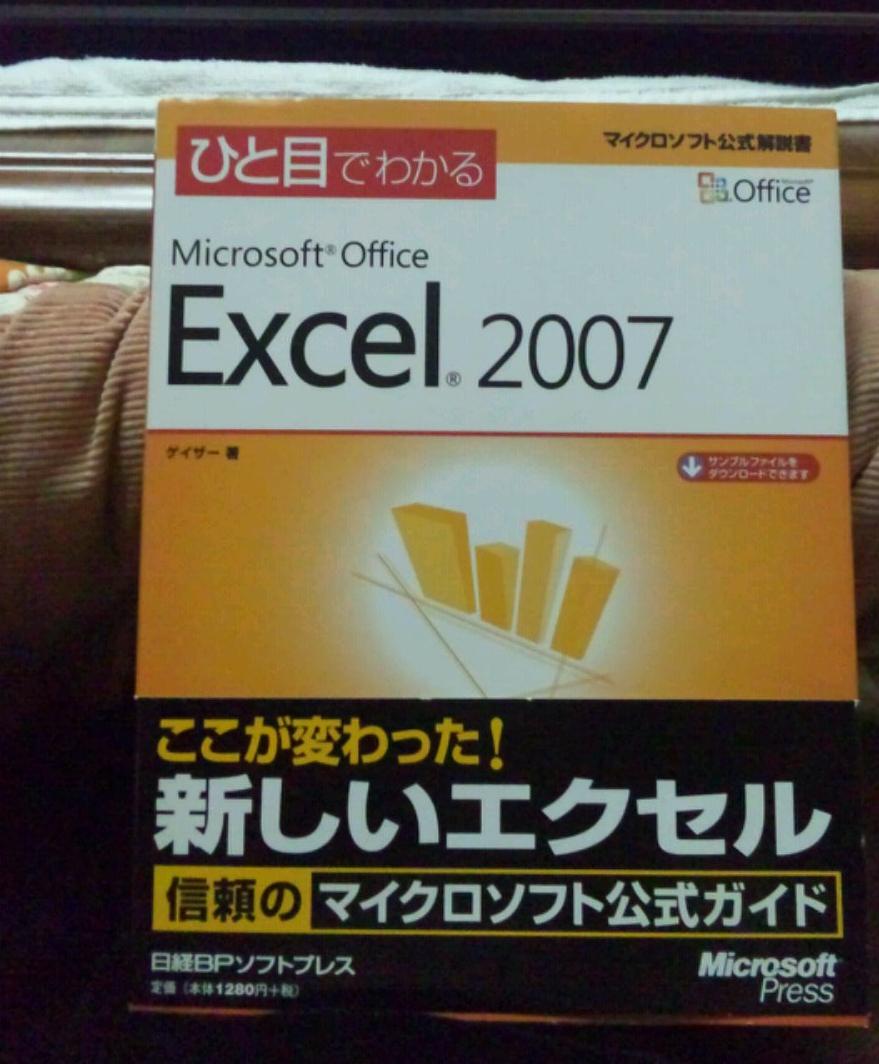 マイクロソフト公式解説書
ひと目でわかる
Microsoft Office
Microsoft® Office
Excel® 2007
ゲイザー 著
サンプルファイルを
ダウンロードできます
ここが変わった!
新しいエクセル
信頼の マイクロソフト公式ガイド
日経BPソフトプレス
定価(本体1280円+税)
Microsoft
Press